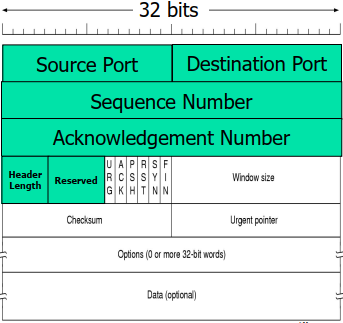 32 bits
Source Port Destination Port
Sequence Number
Acknowledgement Number
Header Length Reserved URG ACK PSH RST SYN FIN Window size
Checksum Urgent pointer
Options (0 or more 32-bit words)
Data (optional)